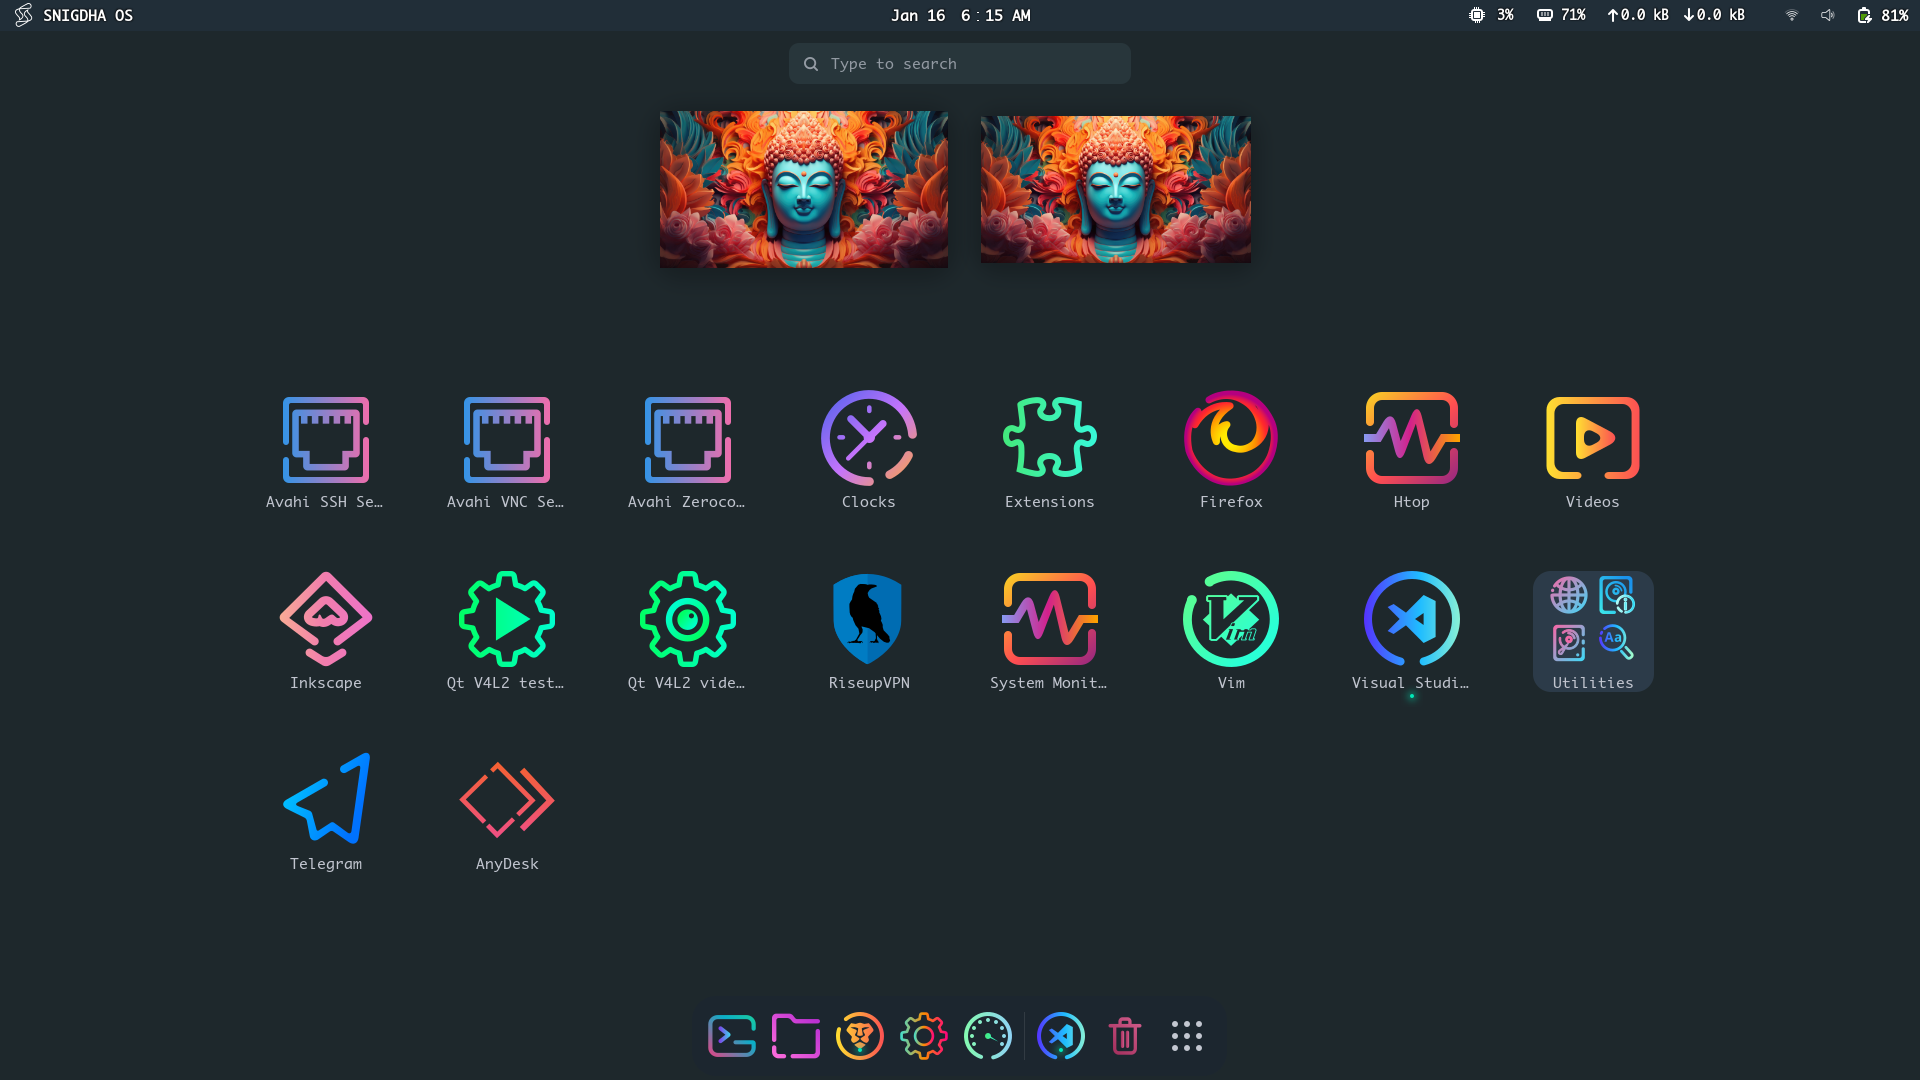 SNIGDHA OS
Jan 16 6:15 AM
3% 71% 0.0 kB 0.0 kB 81%
Type to search
Avahi SSH Se…
Avahi VNC Se…
Avahi Zeroco…
Clocks
Extensions
Firefox
Htop
Videos
Inkscape
Qt V4L2 test…
Qt V4L2 vide…
RiseupVPN
System Monit…
Vim
Vim
Visual Studi…
Aa
Utilities
Telegram
AnyDesk